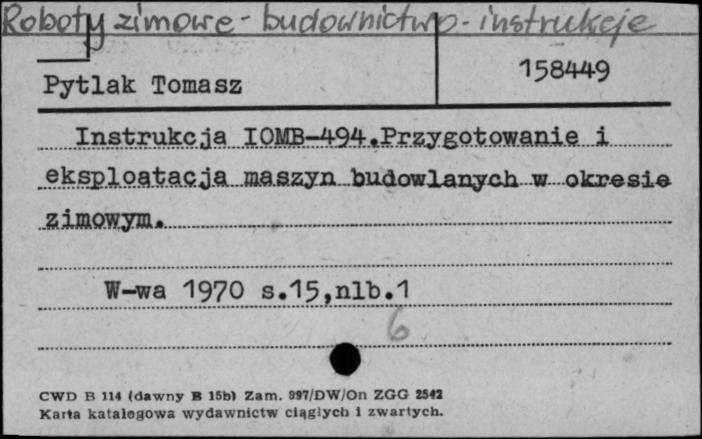 Roboty zimowe - budownictwo - instrukcje
158449
Pytlak Tomasz
Instrukcja IOMB-494.Przygotowanie i
eksploatacja maszyn budowlanych w okresie
zimowym.
W-wa 1970 s.15,nlb.1
6
CWD B 114 (dawny B 15b) Zam. 997/DW/On ZGG 2542
Karta katalogowa wydawnictw ciągłych i zwartych.